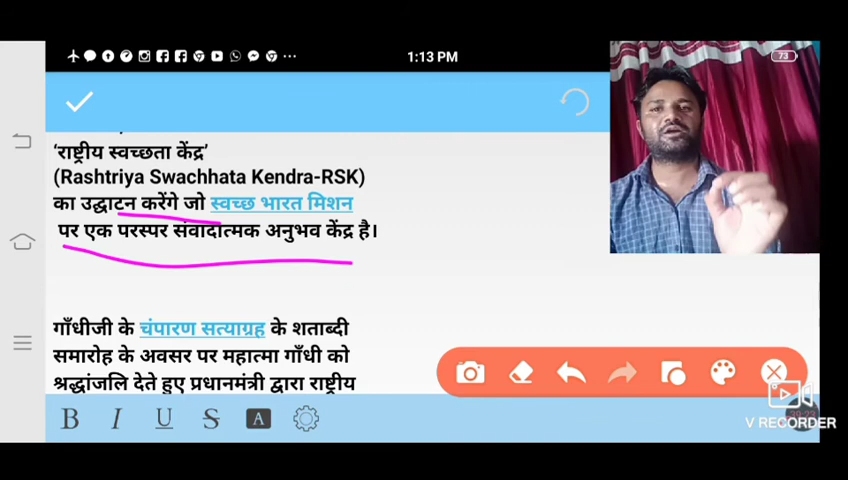 1:13 PM
73
'राष्ट्रीय स्वच्छता केंद्र'
(Rashtriya Swachhata Kendra-RSK)
का उद्घाटन करेंगे जो स्वच्छ भारत मिशन
पर एक परस्पर संवादात्मक अनुभव केंद्र है।
गाँधीजी के चंपारण सत्याग्रह के शताब्दी
समारोह के अवसर पर महात्मा गाँधी को
श्रद्धांजलि देते हुए प्रधानमंत्री द्वारा राष्ट्रीय
B I U S A
V RECORDER